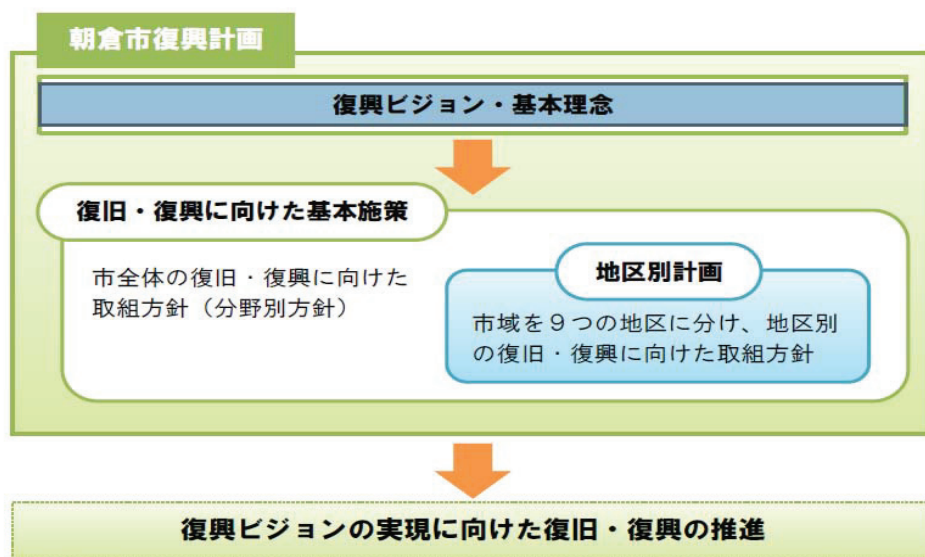 朝倉市復興計画
復興ビジョン・基本理念
復旧・復興に向けた基本施策
市全体の復旧・復興に向けた
取組方針（分野別方針）
地区別計画
市域を９つの地区に分け、地区別
の復旧・復興に向けた取組方針
復興ビジョンの実現に向けた復旧・復興の推進